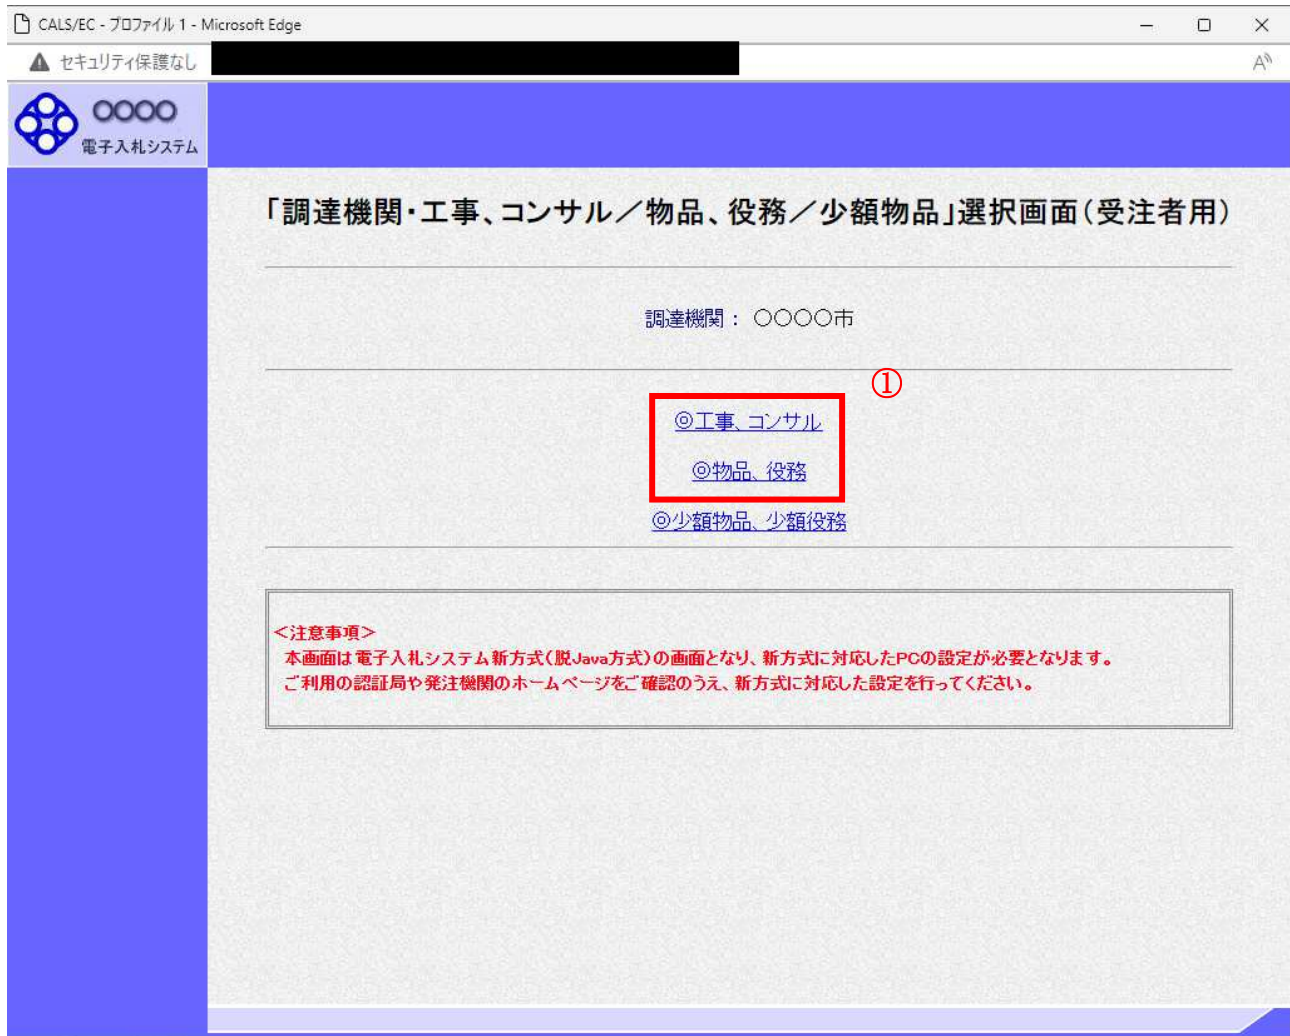 CALS/EC - プロファイル 1 - Microsoft Edge
セキュリティ保護なし
A
〇〇〇〇
電子入札システム
「調達機関・工事、コンサル／物品、役務／少額物品」選択画面（受注者用）
調達機関： 〇〇〇〇市
①
◎工事、コンサル
◎物品、役務
◎少額物品、少額役務
＜注意事項＞
本画面は電子入札システム新方式（脱Java方式）の画面となり、新方式に対応したPCの設定が必要となります。
ご利用の認証局や発注機関のホームページをご確認のうえ、新方式に対応した設定を行ってください。